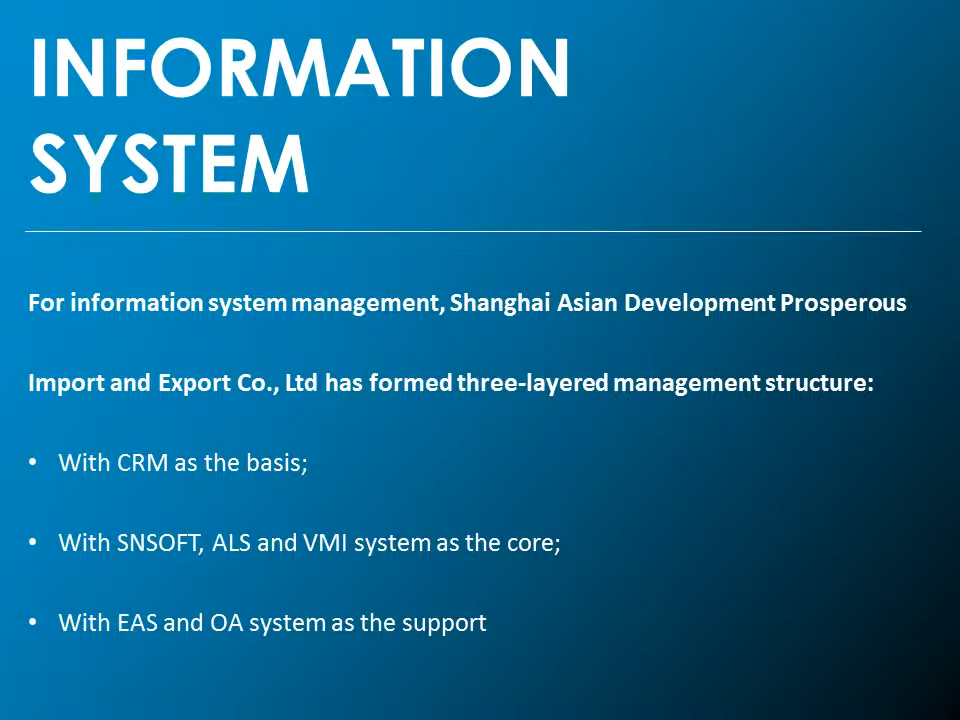 INFORMATION
SYSTEM
For information system management, Shanghai Asian Development Prosperous
Import and Export Co., Ltd has formed three-layered management structure:
• With CRM as the basis;
• With SNSOFT, ALS and VMI system as the core;
• With EAS and OA system as the support